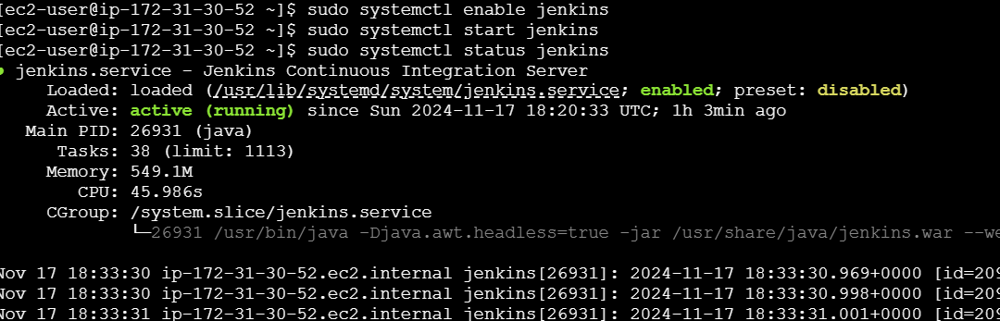 [ec2-user@ip-172-31-30-52 ~]$ sudo systemctl enable jenkins
[ec2-user@ip-172-31-30-52 ~]$ sudo systemctl start jenkins
[ec2-user@ip-172-31-30-52 ~]$ sudo systemctl status jenkins
● jenkins.service - Jenkins Continuous Integration Server
Loaded: loaded (/usr/lib/systemd/system/jenkins.service; enabled; preset: disabled)
Active: active (running) since Sun 2024-11-17 18:20:33 UTC; 1h 3min ago
Main PID: 26931 (java)
Tasks: 38 (limit: 1113)
Memory: 549.1M
CPU: 45.986s
CGroup: /system.slice/jenkins.service
└─26931 /usr/bin/java -Djava.awt.headless=true -jar /usr/share/java/jenkins.war --we
Nov 17 18:33:30 ip-172-31-30-52.ec2.internal jenkins[26931]: 2024-11-17 18:33:30.969+0000 [id=209
Nov 17 18:33:30 ip-172-31-30-52.ec2.internal jenkins[26931]: 2024-11-17 18:33:30.998+0000 [id=209
Nov 17 18:33:31 ip-172-31-30-52.ec2.internal jenkins[26931]: 2024-11-17 18:33:31.001+0000 [id=209